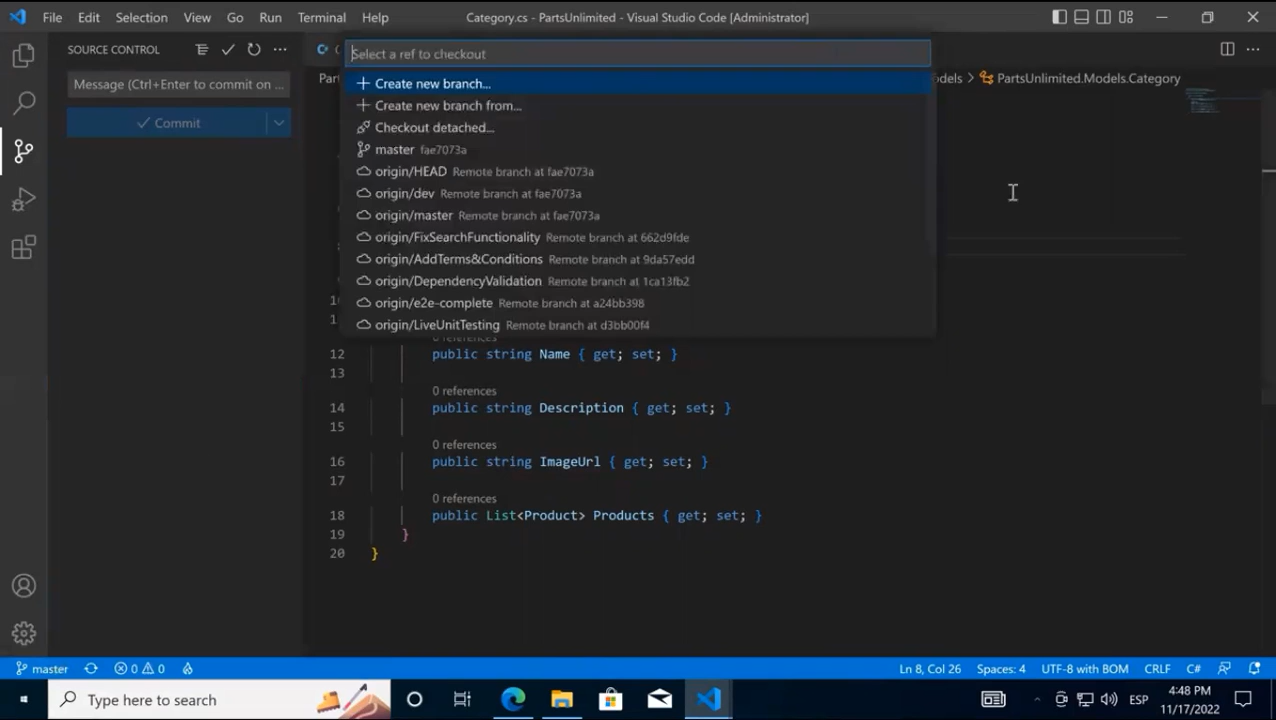 File Edit Selection View Go Run Terminal Help
Category.cs - PartsUnlimited - Visual Studio Code [Administrator]
SOURCE CONTROL
Message (Ctrl+Enter to commit on ...
Commit
Select a ref to checkout
Create new branch...
Create new branch from...
Checkout detached...
master fae7073a
origin/HEAD Remote branch at fae7073a
origin/dev Remote branch at fae7073a
origin/master Remote branch at fae7073a
origin/FixSearchFunctionality Remote branch at 662d9fde
origin/AddTerms&Conditions Remote branch at 9da57edd
origin/DependencyValidation Remote branch at 1ca13fb2
origin/e2e-complete Remote branch at a24bb398
origin/LiveUnitTesting Remote branch at d3bb00f4
Par
dels > PartsUnlimited.Models.Category
0 references
12 public string Name { get; set; }
13
0 references
14 public string Description { get; set; }
15
0 references
16 public string ImageUrl { get; set; }
17
0 references
18 public List<Product> Products { get; set; }
19 }
20 }
master 0 0
Ln 8, Col 26 Spaces: 4 UTF-8 with BOM CRLF C#
Type here to search
ESP
4:48 PM
11/17/2022